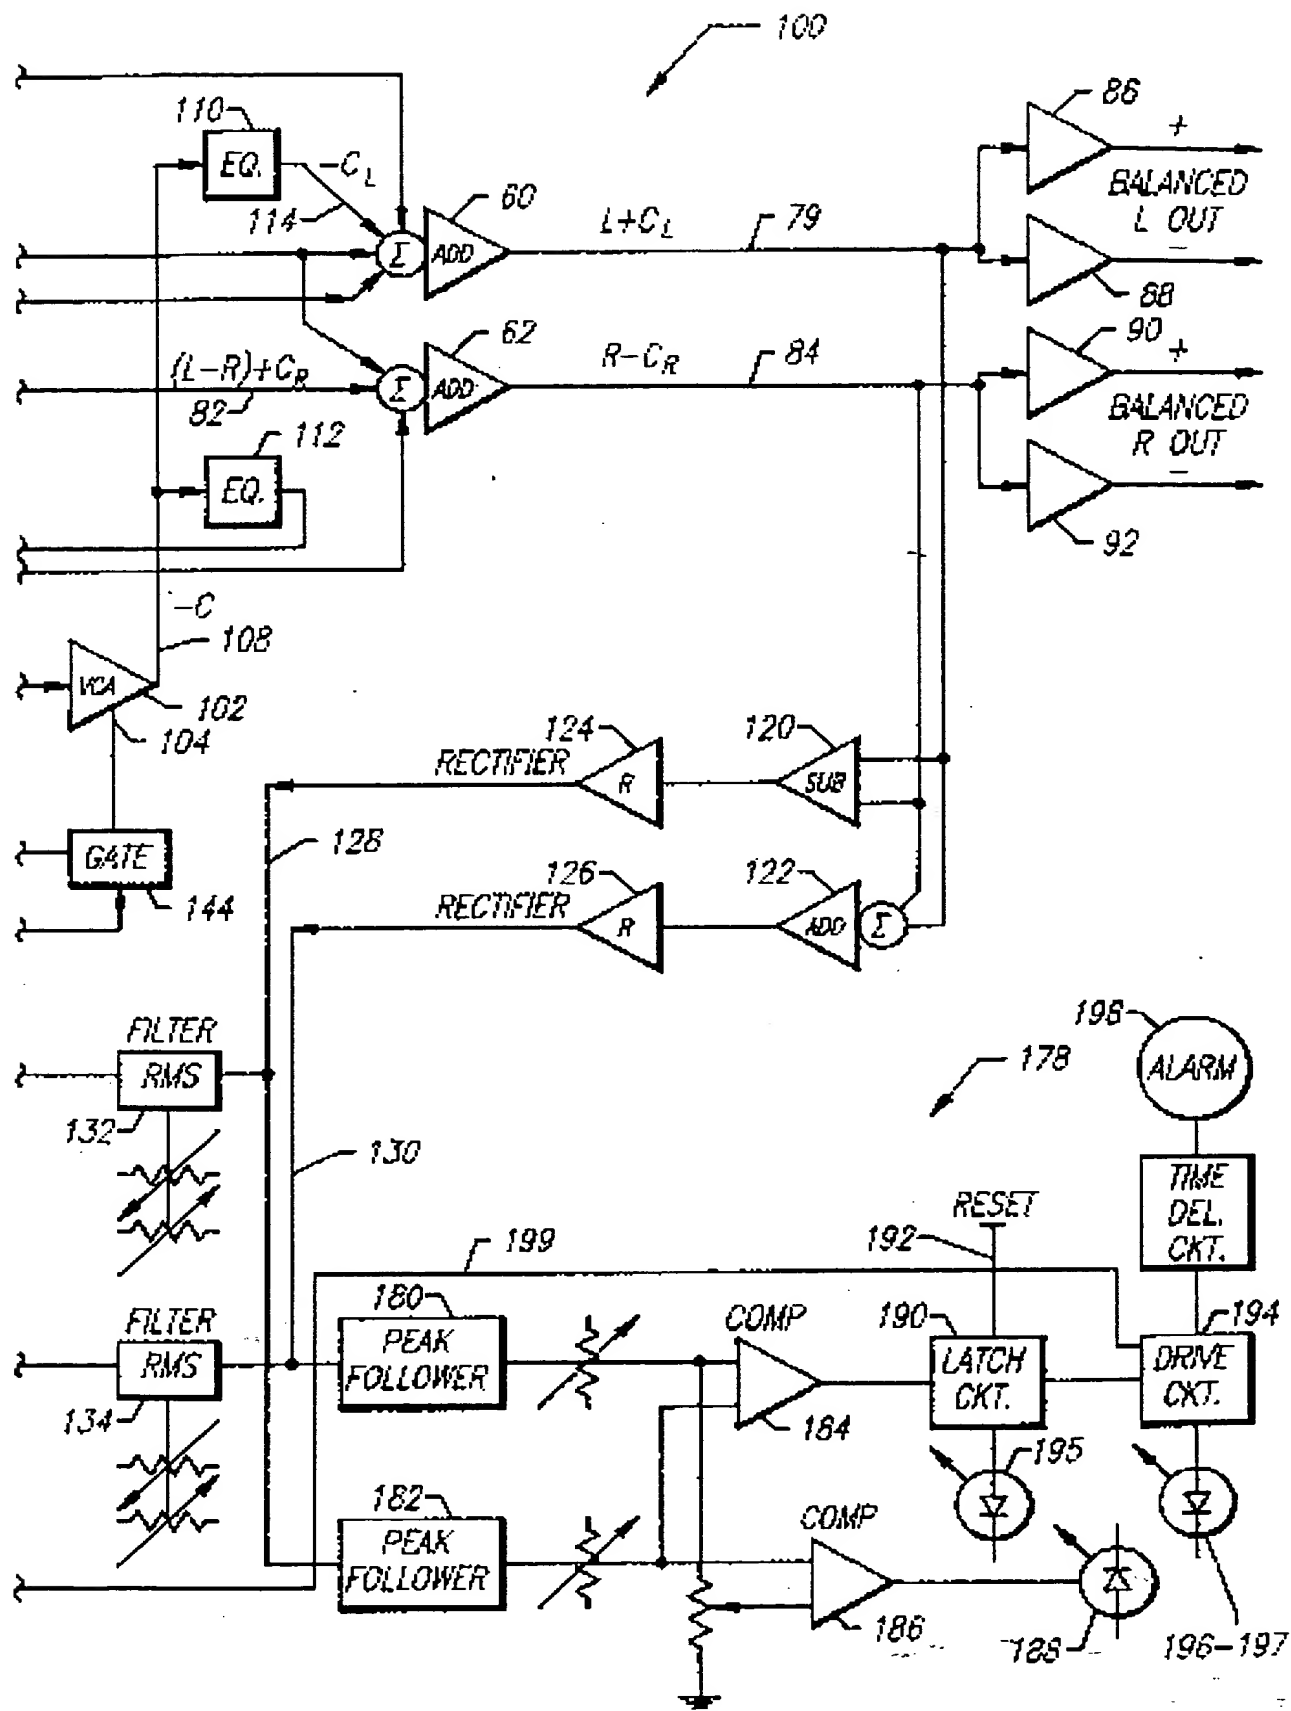 100
86
+
110
EQ.
-C L
BALANCED
L OUT
-
114
60
L+C L
79
Σ
ADD
88
62
90
+
(L-R)+C R
82
R-C R
84
Σ
ADD
BALANCED
R OUT
-
112
EQ.
92
-C
108
VCA
102
104
124
120
RECTIFIER
R
SUB
128
GATE
144
126
122
RECTIFIER
R
ADD
Σ
198
ALARM
FILTER
RMS
132
178
130
TIME
DEL.
CKT.
RESET
192
199
180
PEAK
FOLLOWER
FILTER
RMS
134
COMP
184
190
LATCH
CKT.
194
DRIVE
CKT.
195
182
PEAK
FOLLOWER
COMP
186
188
196-197